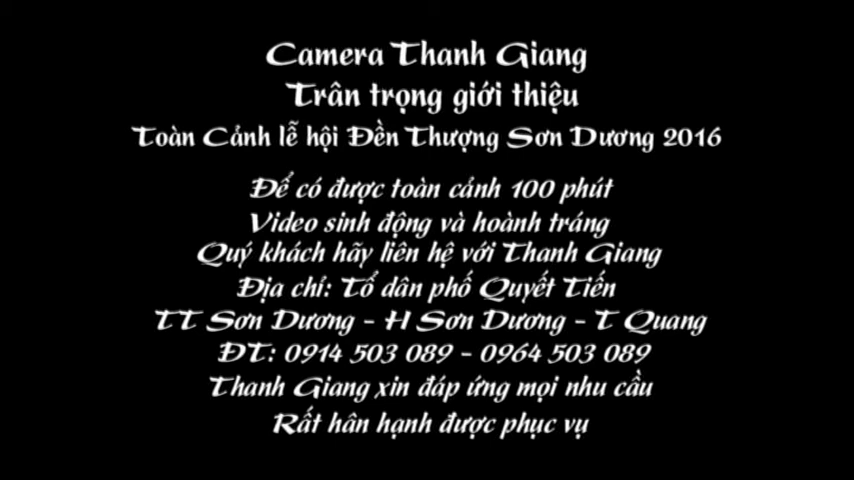 Camera Thanh Giang
Trân trọng giới thiệu
Toàn Cảnh lễ hội Đền Thượng Sơn Dương 2016
Để có được toàn cảnh 100 phút
Video sinh động và hoành tráng
Quý khách hãy liên hệ với Thanh Giang
Địa chỉ: Tổ dân phố Quyết Tiến
TT Sơn Dương - H Sơn Dương - T Quang
ĐT: 0914 503 089 - 0964 503 089
Thanh Giang xin đáp ứng mọi nhu cầu
Rất hân hạnh được phục vụ